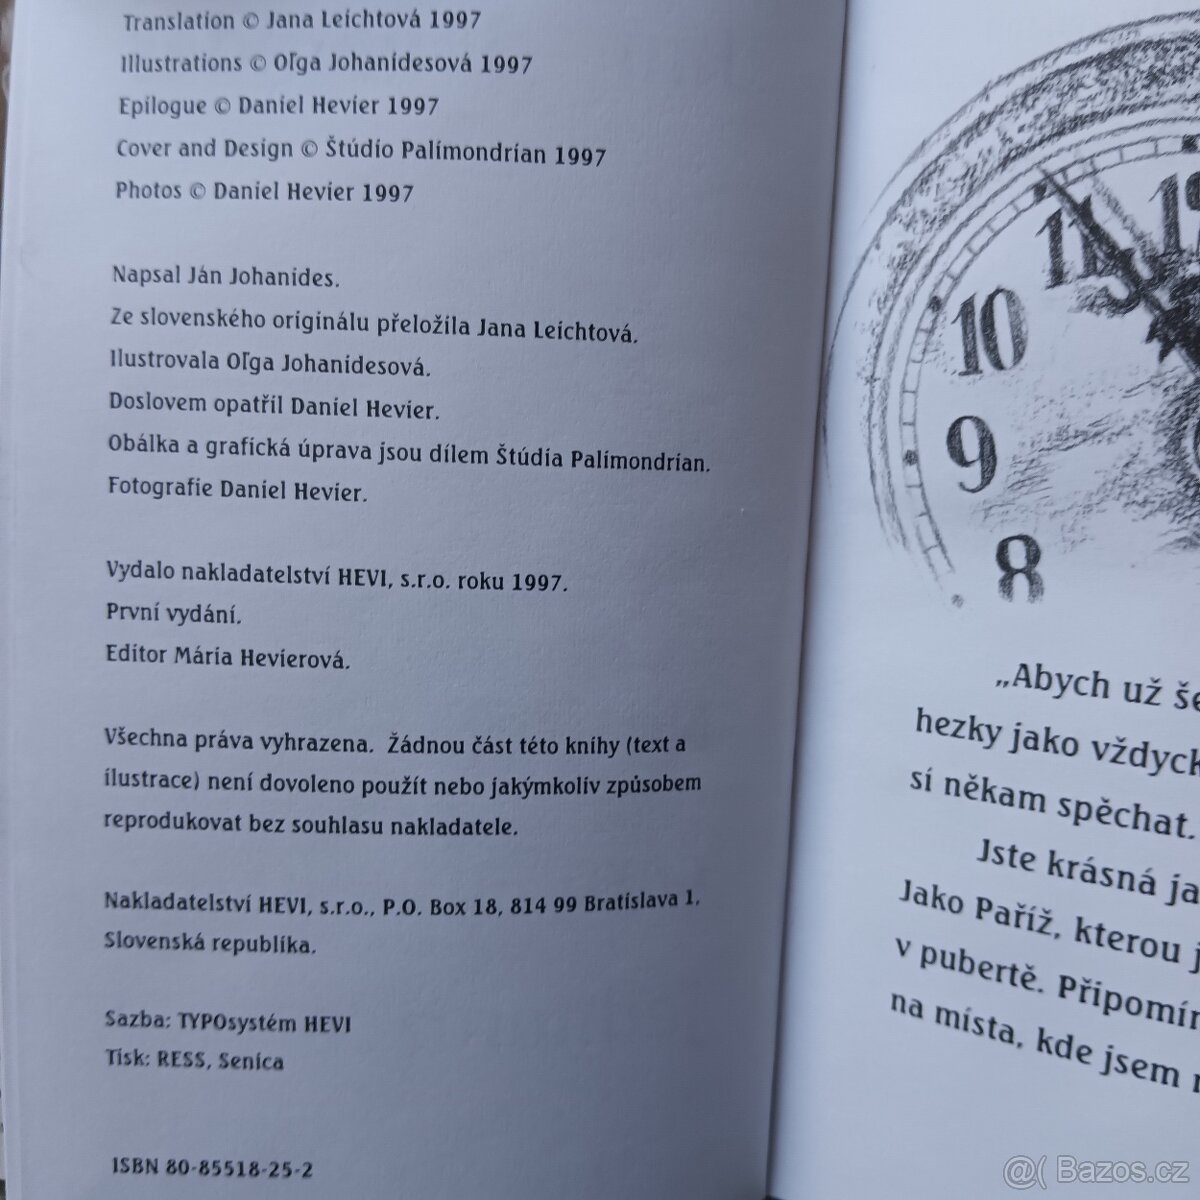 Translation © Jana Leichtová 1997
Illustrations © Oľga Johanidesová 1997
Epilogue © Daniel Hevier 1997
Cover and Design © Štúdio Palimondrian 1997
Photos © Daniel Hevier 1997
Napsal Ján Johanides.
Ze slovenského originálu přeložila Jana Leichtová.
Ilustrovala Oľga Johanidesová.
Doslovem opatřil Daniel Hevier.
Obálka a grafická úprava jsou dílem Štúdia Palimondrian.
Fotografie Daniel Hevier.
Vydalo nakladatelství HEVI, s.r.o. roku 1997.
První vydání.
Editor Mária Hevierová.
Všechna práva vyhrazena. Žádnou část této knihy (text a
ilustrace) není dovoleno použít nebo jakýmkoliv způsobem
reprodukovat bez souhlasu nakladatele.
Nakladatelství HEVI, s.r.o., P.O. Box 18, 814 99 Bratislava 1,
Slovenská republika.
Sazba: TYPOsystém HEVI
Tisk: RESS, Senica
ISBN 80-85518-25-2
11
10
9
8
„Abych už
hezky jako
si někam spěchat.
Jste krásná
Jako Paříž, kterou
v pubertě.
na místa, kde jsem
@( Bazos.cz